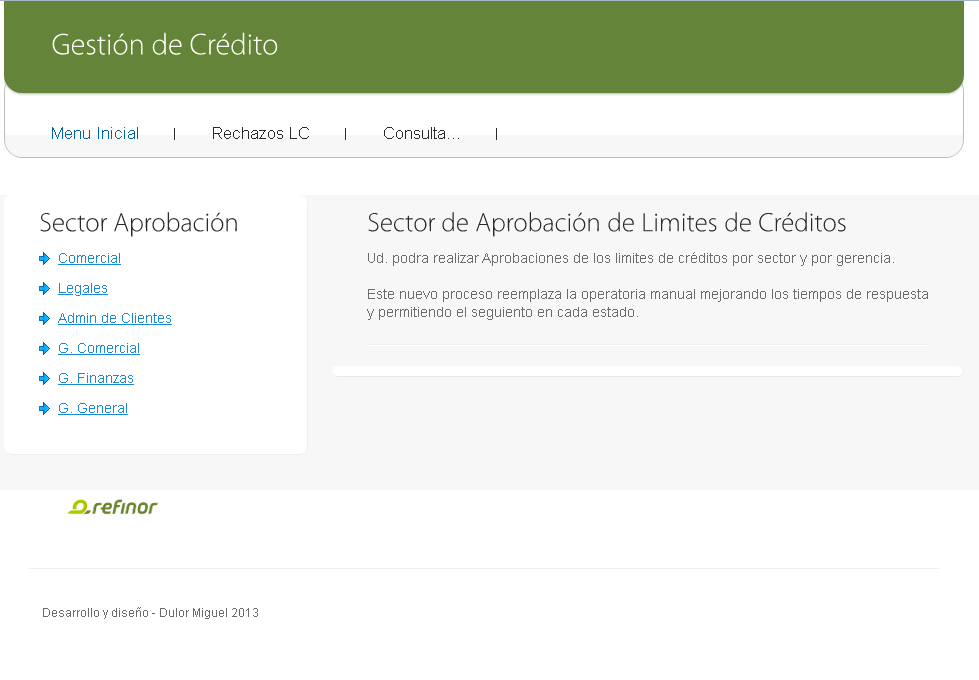 Gestión de Crédito
Menu Inicial | Rechazos LC | Consulta... |
Sector Aprobación
Comercial
Legales
Admin de Clientes
G. Comercial
G. Finanzas
G. General
Sector de Aprobación de Limites de Créditos
Ud. podra realizar Aprobaciones de los limites de créditos por sector y por gerencia.
Este nuevo proceso reemplaza la operatoria manual mejorando los tiempos de respuesta
y permitiendo el seguiento en cada estado.
refinor
Desarrollo y diseño - Dulor Miguel 2013